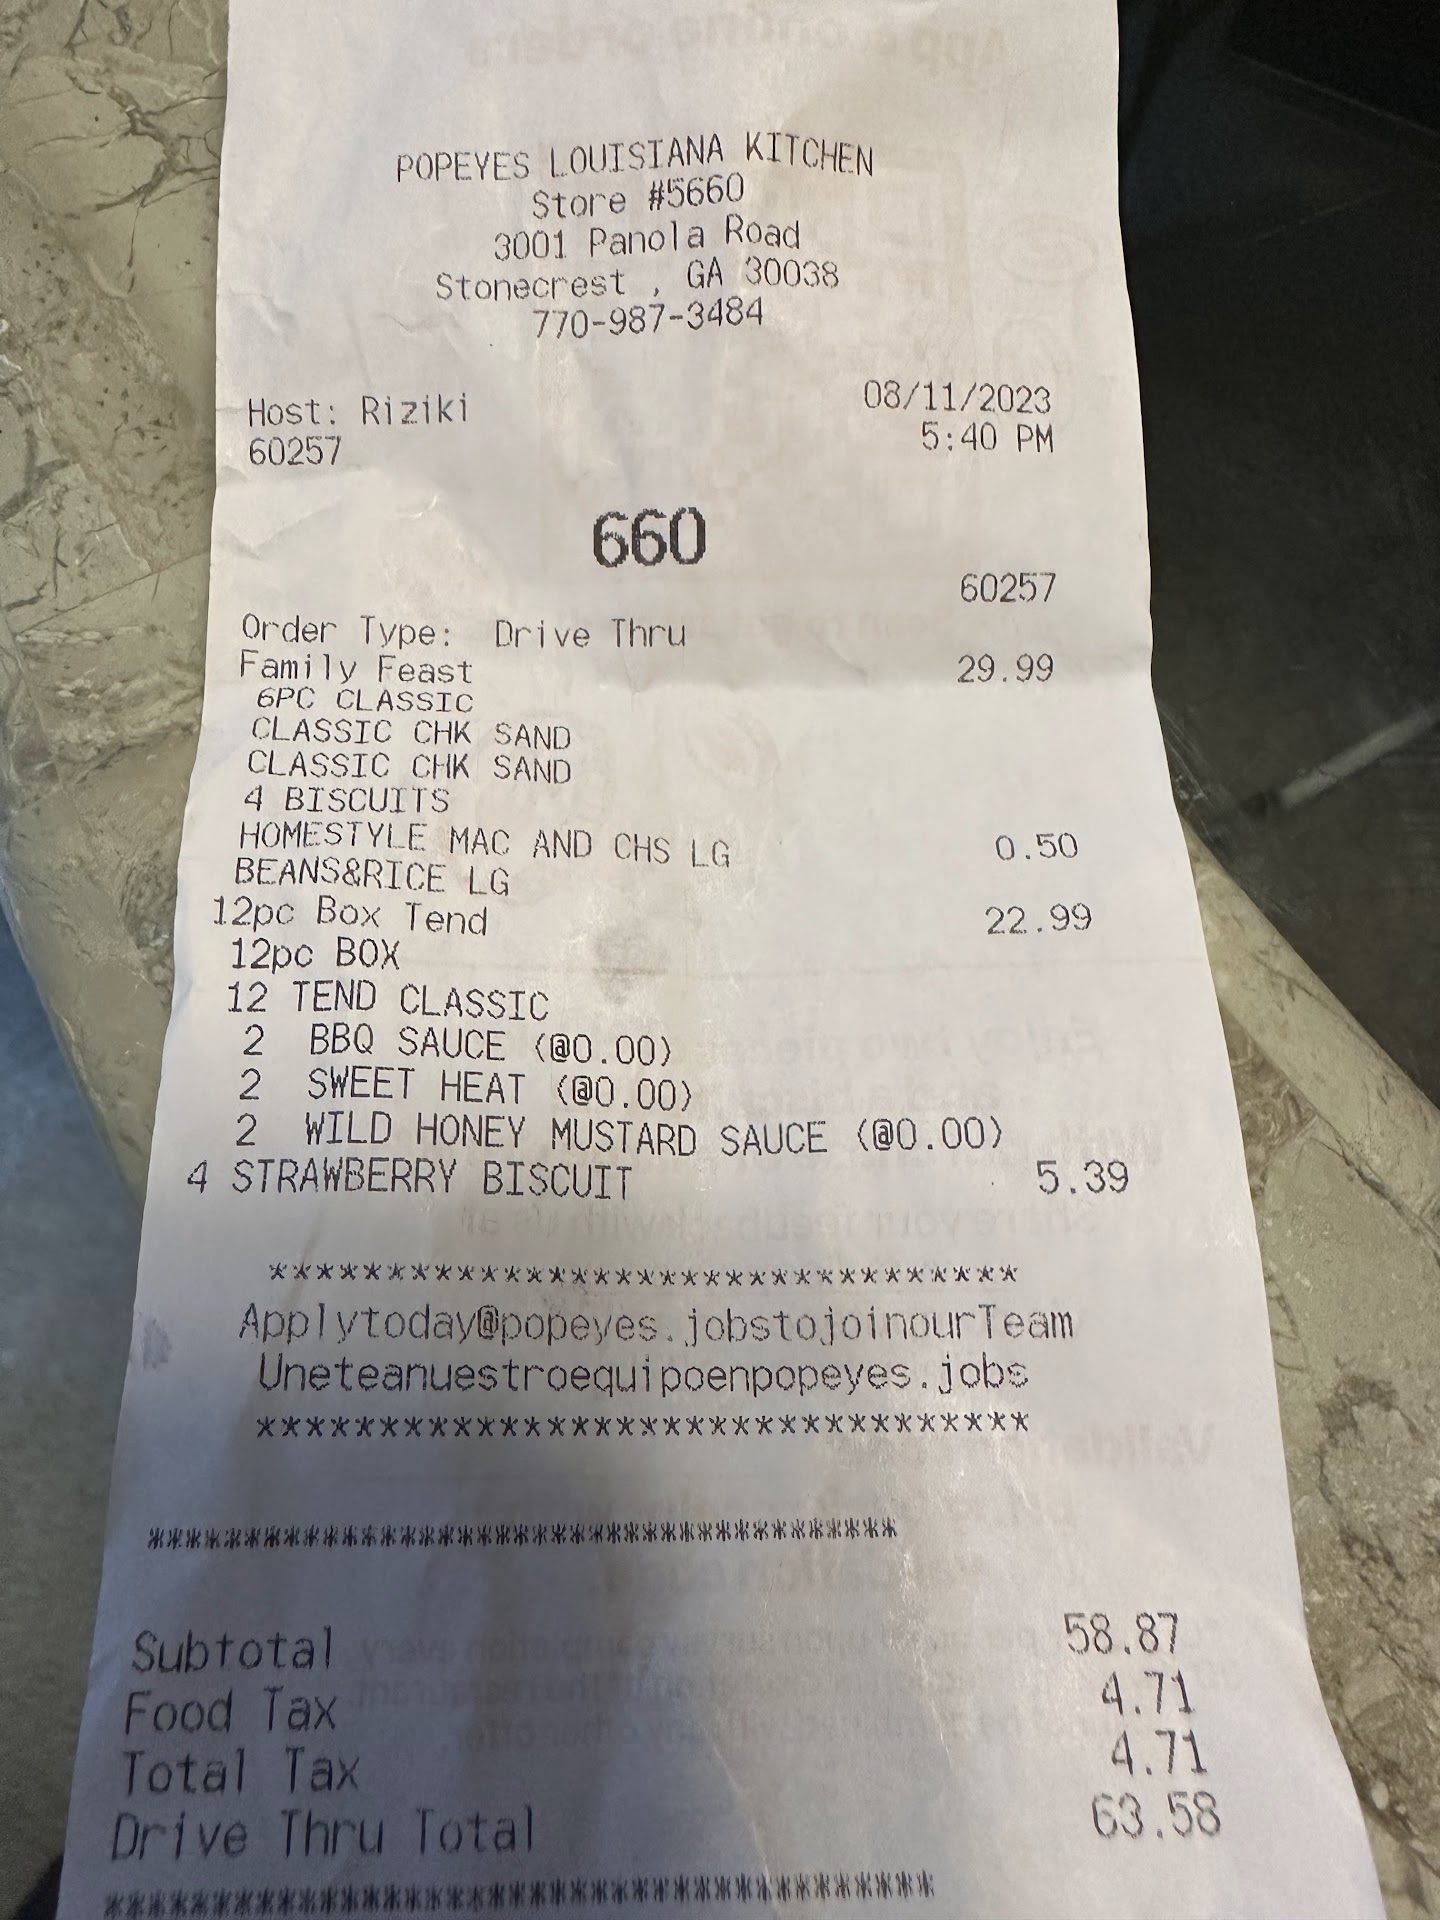 POPEYES LOUISIANA KITCHEN
Store #5660
3001 Panola Road
Stonecrest , GA 30038
770-987-3484
Host: Riziki 08/11/2023
60257 5:40 PM
660
60257
Order Type: Drive Thru
Family Feast 29.99
6PC CLASSIC
CLASSIC CHK SAND
CLASSIC CHK SAND
4 BISCUITS
HOMESTYLE MAC AND CHS LG 0.50
BEANS&RICE LG
12pc Box Tend 22.99
12pc BOX
12 TEND CLASSIC
2 BBQ SAUCE (@0.00)
2 SWEET HEAT (@0.00)
2 WILD HONEY MUSTARD SAUCE (@0.00)
4 STRAWBERRY BISCUIT 5.39
*******************************
Applytoday@popeyes.jobstojoinourTeam
Uneteanuestroequipoenpopeyes.jobs
********************************
Subtotal 58.87
Food Tax 4.71
Total Tax 4.71
Drive Thru Total 63.58